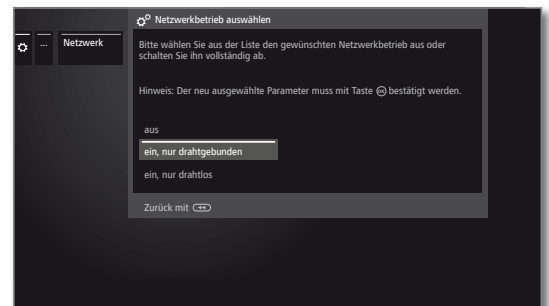 Netzwerkbetrieb auswählen
... Netzwerk
Bitte wählen Sie aus der Liste den gewünschten Netzwerkbetrieb aus oder
schalten Sie ihn vollständig ab.
Hinweis: Der neu ausgewählte Parameter muss mit Taste OK bestätigt werden.
aus
ein, nur drahtgebunden
ein, nur drahtlos
Zurück mit